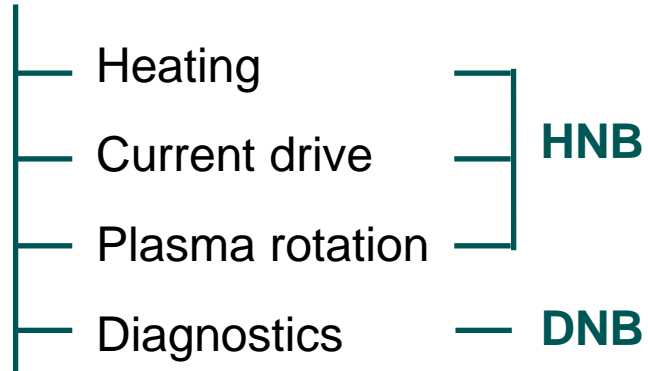 Heating
Current drive
HNB
Plasma rotation
Diagnostics
DNB